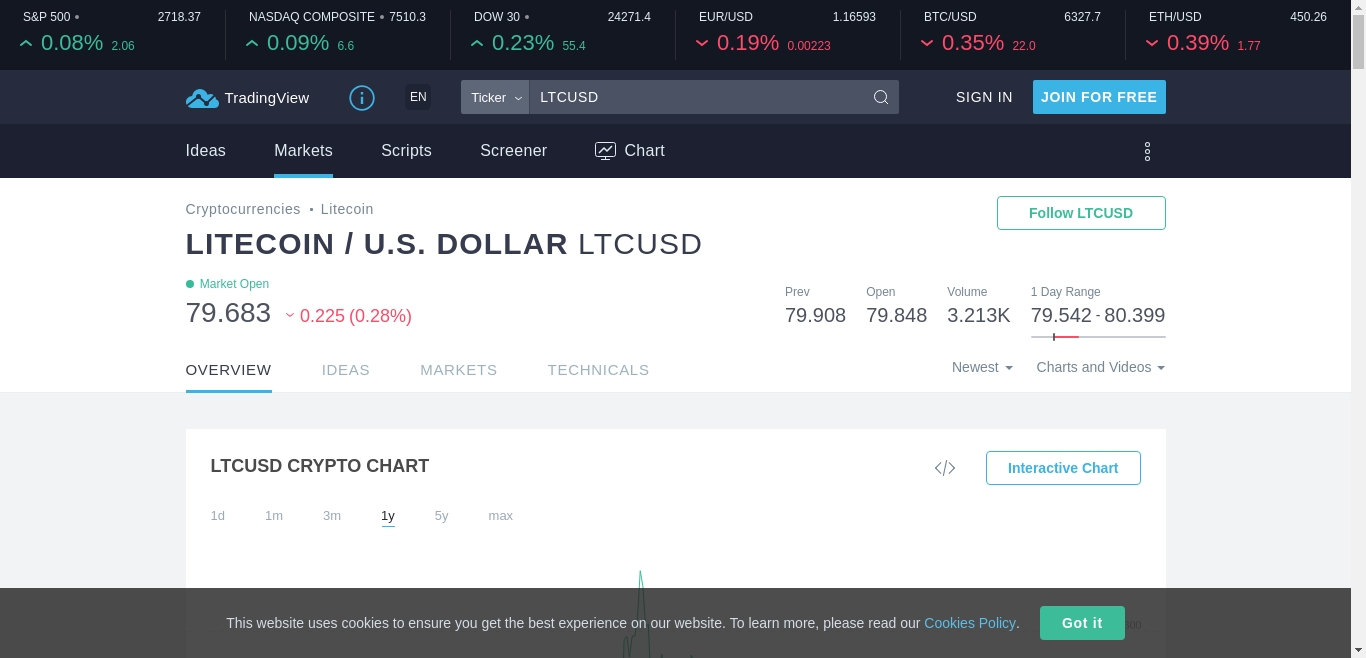 S&P 500 • 2718.37 NASDAQ COMPOSITE • 7510.3 DOW 30 • 24271.4 EUR/USD 1.16593 BTC/USD 6327.7 ETH/USD 450.26
0.08% 2.06 0.09% 6.6 0.23% 55.4 0.19% 0.00223 0.35% 22.0 0.39% 1.77
TradingView EN Ticker LTCUSD SIGN IN JOIN FOR FREE
Ideas Markets Scripts Screener Chart
Cryptocurrencies • Litecoin Follow LTCUSD
LITECOIN / U.S. DOLLAR LTCUSD
Market Open
Prev Open Volume 1 Day Range
79.683 0.225 (0.28%) 79.908 79.848 3.213K 79.542 - 80.399
OVERVIEW IDEAS MARKETS TECHNICALS Newest Charts and Videos
LTCUSD CRYPTO CHART </> Interactive Chart
1d 1m 3m 1y 5y max
This website uses cookies to ensure you get the best experience on our website. To learn more, please read our Cookies Policy. Got it